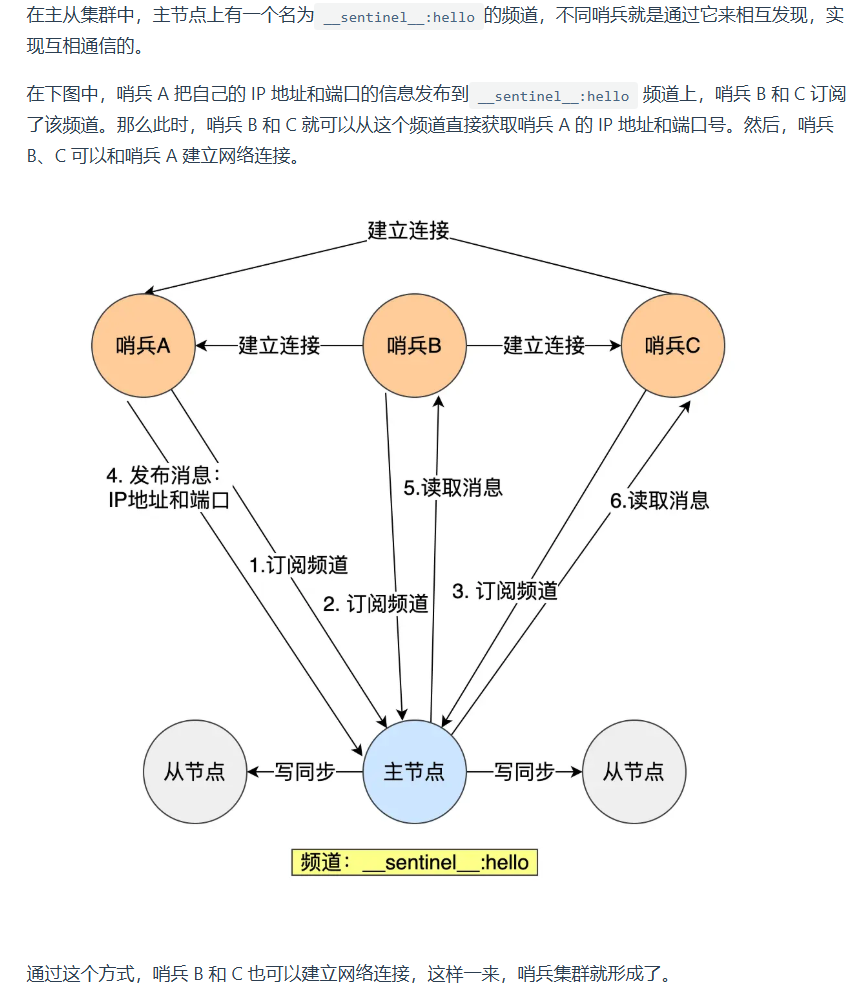 在主从集群中，主节点上有一个名为 __sentinel__:hello 的频道，不同哨兵就是通过它来相互发现，实
现互相通信的。
在下图中，哨兵 A 把自己的 IP 地址和端口的信息发布到 __sentinel__:hello 频道上，哨兵 B 和 C 订阅
了该频道。那么此时，哨兵 B 和 C 就可以从这个频道直接获取哨兵 A 的 IP 地址和端口号。然后，哨兵
B、C 可以和哨兵 A 建立网络连接。
建立连接
哨兵A
建立连接
哨兵B
建立连接
哨兵C
4. 发布消息：
IP地址和端口
5.读取消息
6.读取消息
1.订阅频道
2. 订阅频道
3. 订阅频道
从节点
写同步
主节点
写同步
从节点
频道：__sentinel__:hello
通过这个方式，哨兵 B 和 C 也可以建立网络连接，这样一来，哨兵集群就形成了。